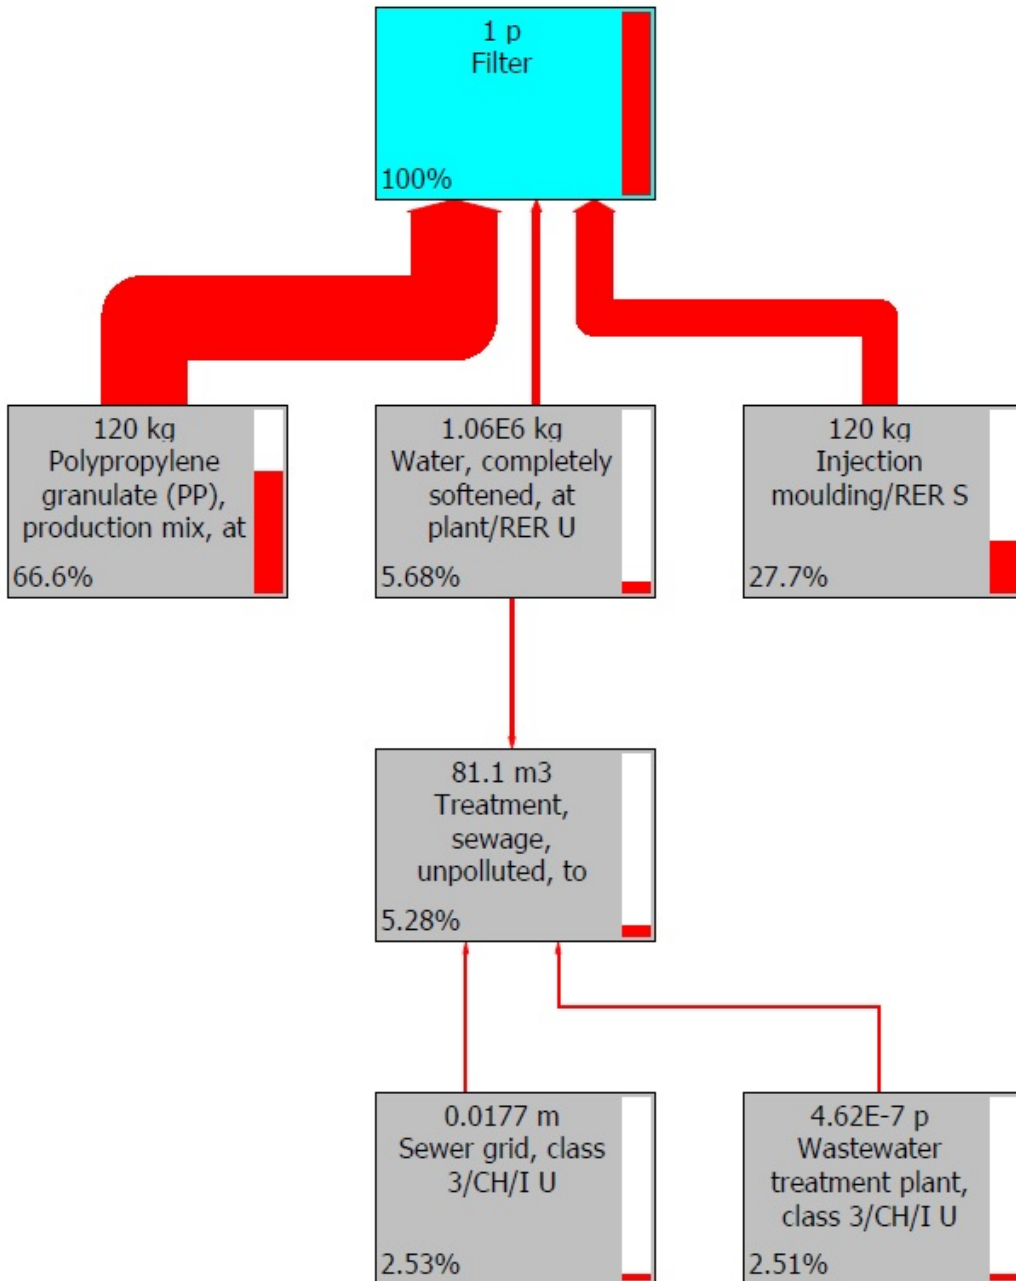 1 p
Filter
100%
120 kg
Polypropylene
granulate (PP),
production mix, at
66.6%
1.06E6 kg
Water, completely
softened, at
plant/RER U
5.68%
120 kg
Injection
moulding/RER S
27.7%
81.1 m3
Treatment,
sewage,
unpolluted, to
5.28%
0.0177 m
Sewer grid, class
3/CH/I U
2.53%
4.62E-7 p
Wastewater
treatment plant,
class 3/CH/I U
2.51%